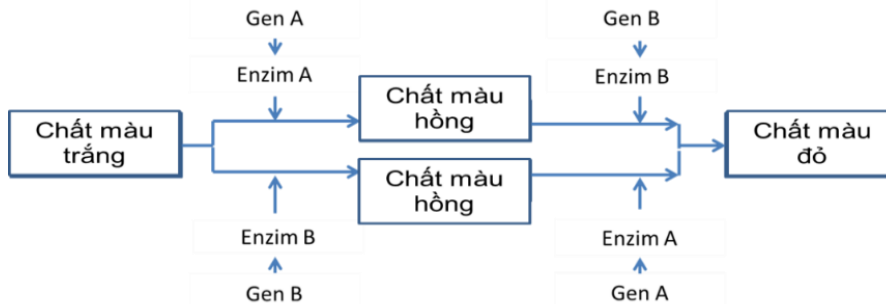 Gen A
Gen B
Enzim A
Enzim B
Chất màu
hồng
Chất màu
trắng
Chất màu
đỏ
Chất màu
hồng
Enzim B
Enzim A
Gen B
Gen A